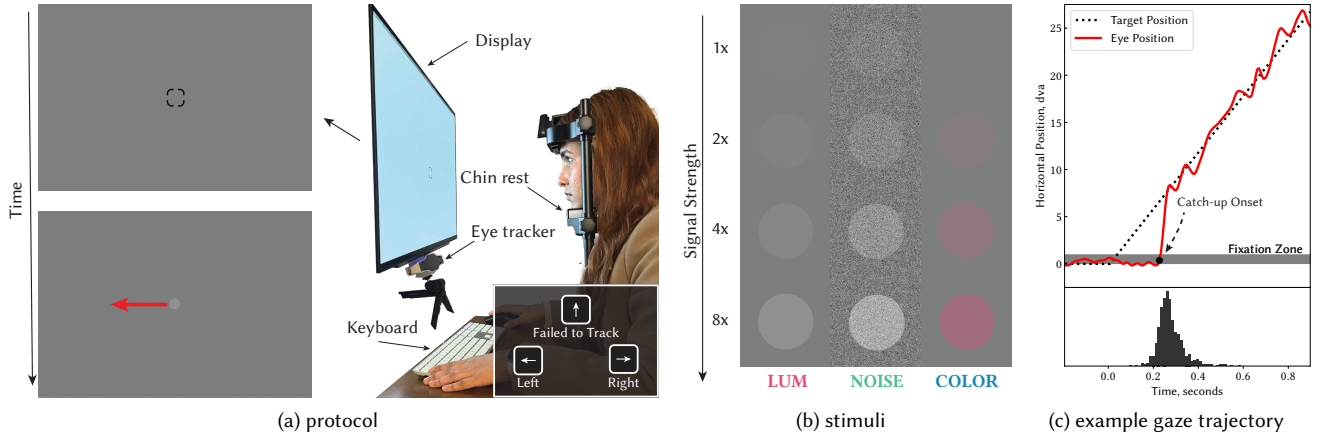 Time
Display
Chin rest
Eye tracker
Keyboard
↑
Failed to Track
← →
Left Right
(a) protocol
Signal Strength
1x
2x
4x
8x
LUM NOISE COLOR
(b) stimuli
Horizontal Position, dva
25
20
15
10
5
0
Target Position
Eye Position
Catch-up Onset
Fixation Zone
0.0 0.2 0.4 0.6 0.8
Time, seconds
(c) example gaze trajectory